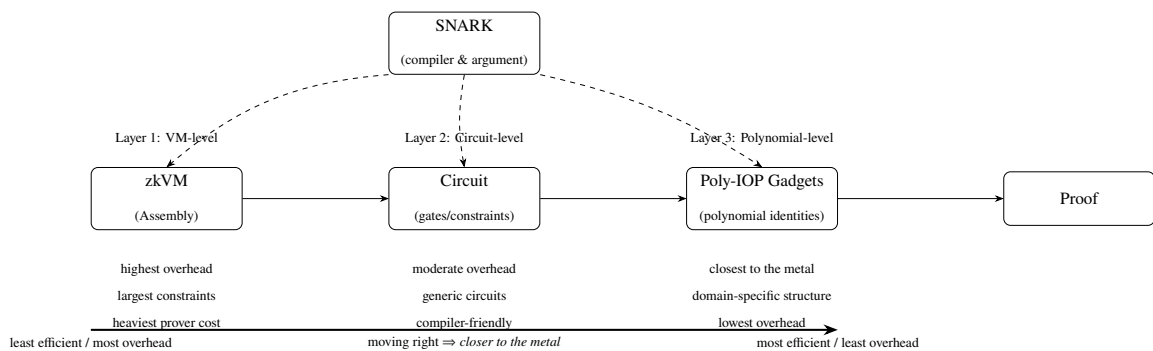 SNARK
(compiler & argument)
Layer 1: VM-level
Layer 2: Circuit-level
Layer 3: Polynomial-level
zkVM
(Assembly)
Circuit
(gates/constraints)
Poly-IOP Gadgets
(polynomial identities)
Proof
highest overhead
largest constraints
heaviest prover cost
moderate overhead
generic circuits
compiler-friendly
closest to the metal
domain-specific structure
lowest overhead
least efficient / most overhead
moving right ⇒ closer to the metal
most efficient / least overhead